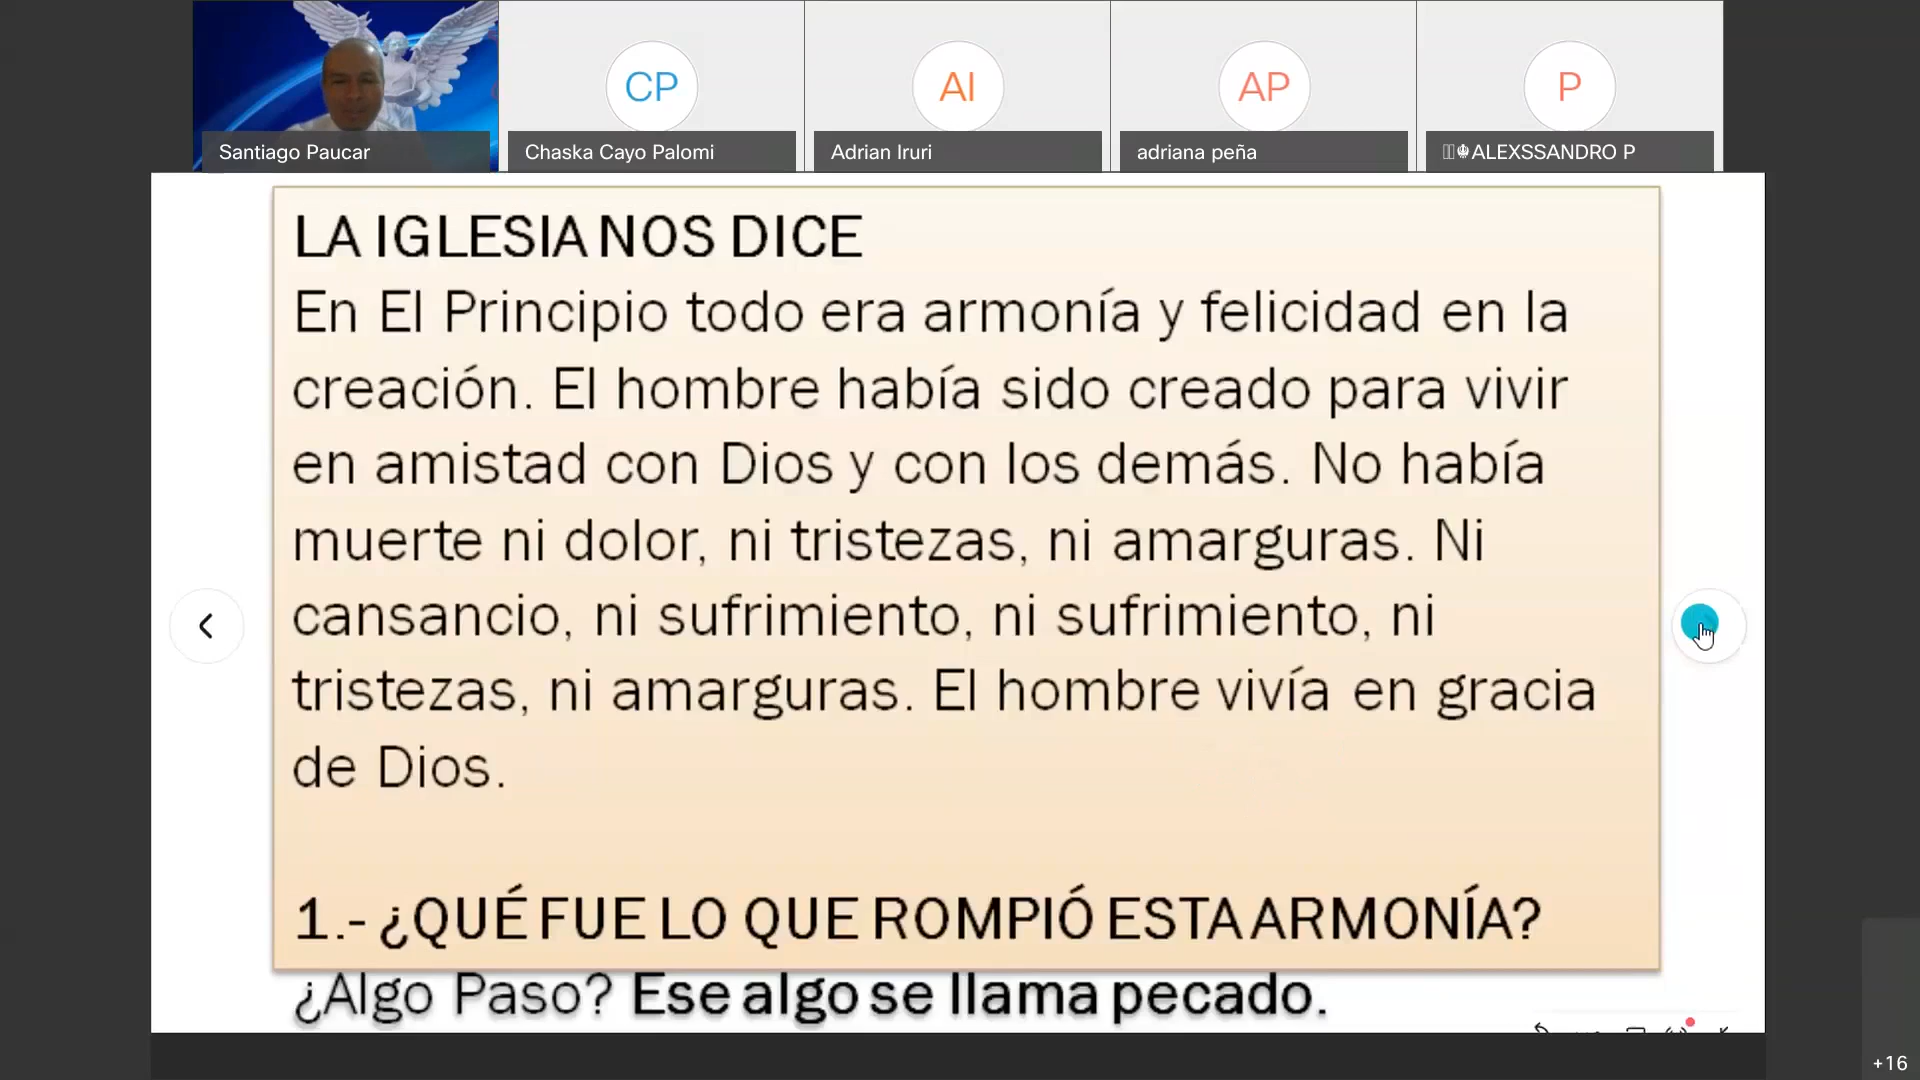 CP
AI
AP
P
Santiago Paucar
Chaska Cayo Palomi
Adrian Iruri
adriana peña
ALEXSSANDRO P
LA IGLESIA NOS DICE
En El Principio todo era armonía y felicidad en la
creación. El hombre había sido creado para vivir
en amistad con Dios y con los demás. No había
muerte ni dolor, ni tristezas, ni amarguras. Ni
cansancio, ni sufrimiento, ni sufrimiento, ni
tristezas, ni amarguras. El hombre vivía en gracia
de Dios.
1.- ¿QUÉ FUE LO QUE ROMPIÓ ESTA ARMONÍA?
¿Algo Paso? Ese algo se llama pecado.
+16